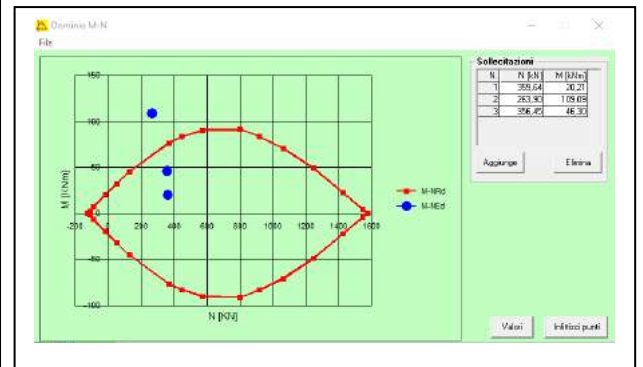 Dominio M-N
File
150
100
50
0
-50
-100
-200 0 200 400 600 800 1000 1200 1400 1600
M [KNm]
N [KN]
M-NRd
M-NEd
Sollecitazioni
N. N [kN] M [kNm]
1 359,64 20,21
2 263,90 109,09
3 356,45 46,30
Aggiunge Elimina
Valori Infittisci punti